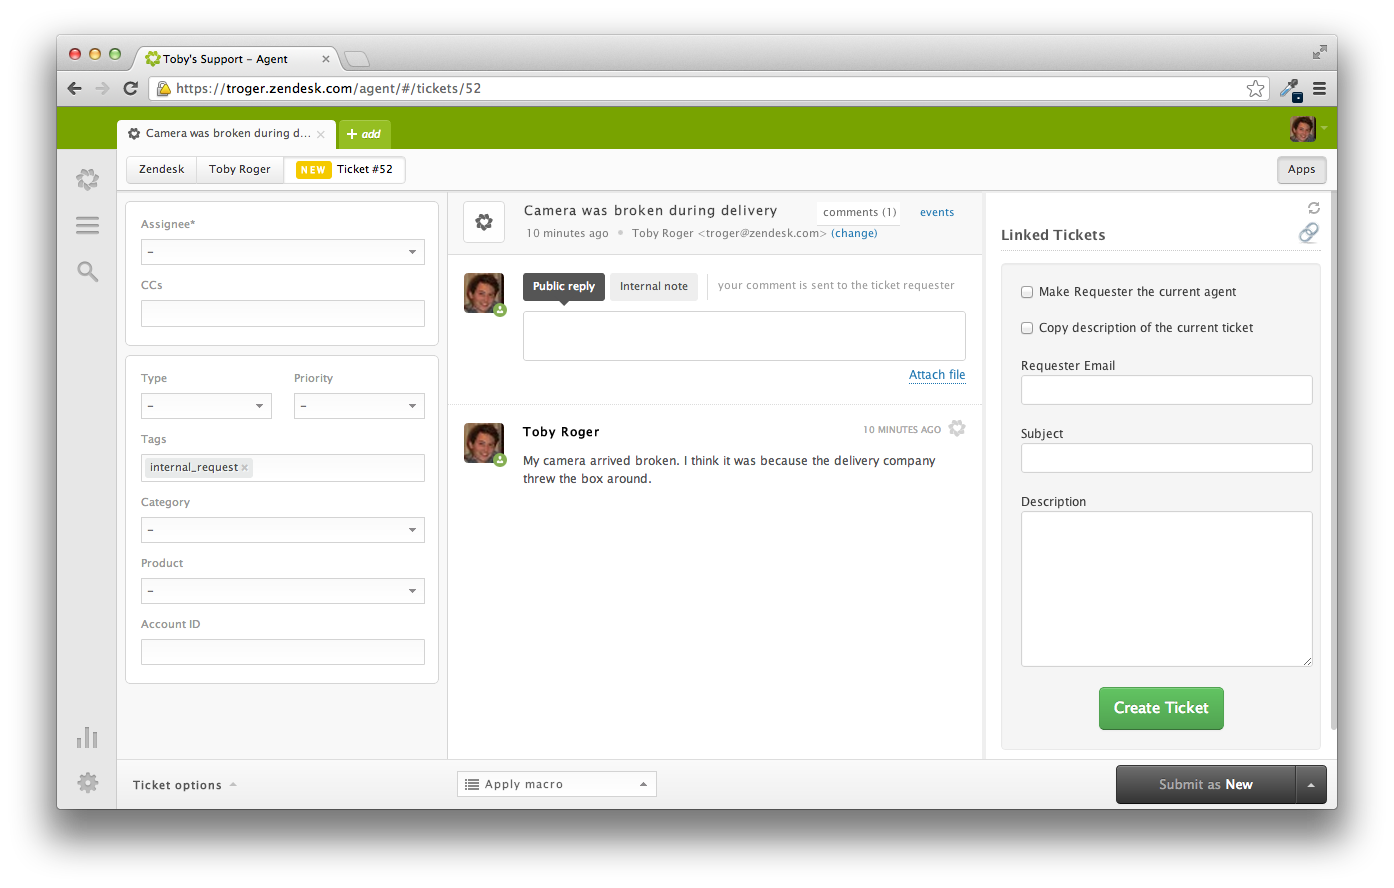 Toby's Support – Agent
https://troger.zendesk.com/agent/#/tickets/52
Camera was broken during d...
+ add
Zendesk
Toby Roger
NEW Ticket #52
Apps
Assignee*
–
CCs
Type
Priority
–
–
Tags
internal_request
Category
–
Product
–
Account ID
Camera was broken during delivery
comments (1)
events
10 minutes ago • Toby Roger <troger@zendesk.com> (change)
Public reply
Internal note
your comment is sent to the ticket requester
Attach file
Toby Roger
10 MINUTES AGO
My camera arrived broken. I think it was because the delivery company
threw the box around.
Linked Tickets
Make Requester the current agent
Copy description of the current ticket
Requester Email
Subject
Description
Create Ticket
Ticket options
Apply macro
Submit as New